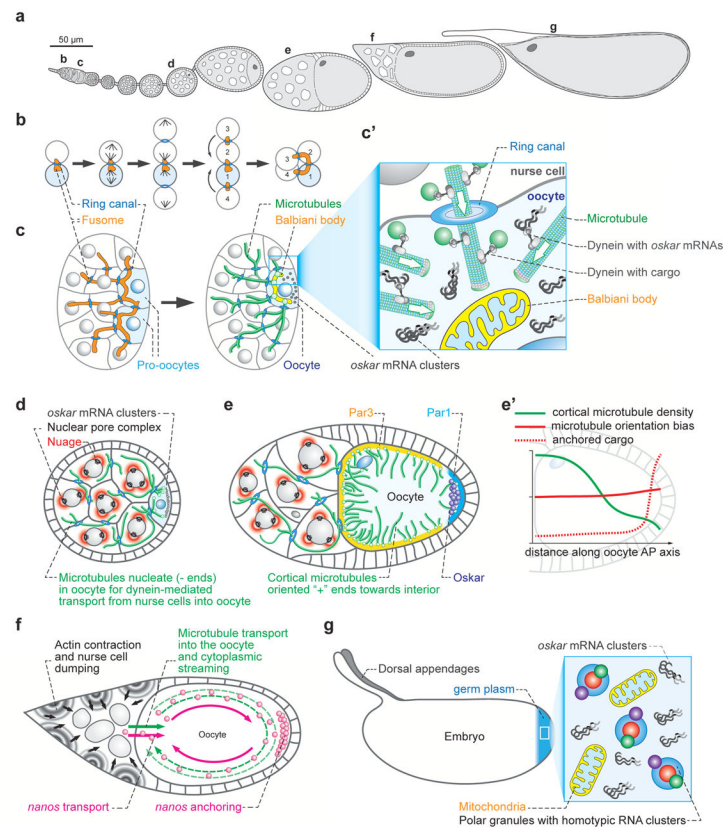 a
50 µm
b
c
d
e
f
g
b
3
2
1
4
3
2
4
1
Ring canal
Fusome
Microtubules
Balbiani body
c
Pro-oocytes
Oocyte
oskar mRNA clusters
c’
nurse cell
oocyte
Ring canal
Microtubule
Dynein with oskar mRNAs
Dynein with cargo
Balbiani body
d
oskar mRNA clusters
Nuclear pore complex
Nuage
Microtubules nucleate (- ends)
in oocyte for dynein-mediated
transport from nurse cells into oocyte
e
Par3
Par1
Oocyte
Cortical microtubules
oriented "+" ends towards interior
Oskar
e’
cortical microtubule density
microtubule orientation bias
anchored cargo
distance along oocyte AP axis
f
Actin contraction
and nurse cell
dumping
Microtubule transport
into the oocyte
and cytoplasmic
streaming
Oocyte
nanos transport
nanos anchoring
g
Dorsal appendages
germ plasm
Embryo
oskar mRNA clusters
Mitochondria
Polar granules with homotypic RNA clusters